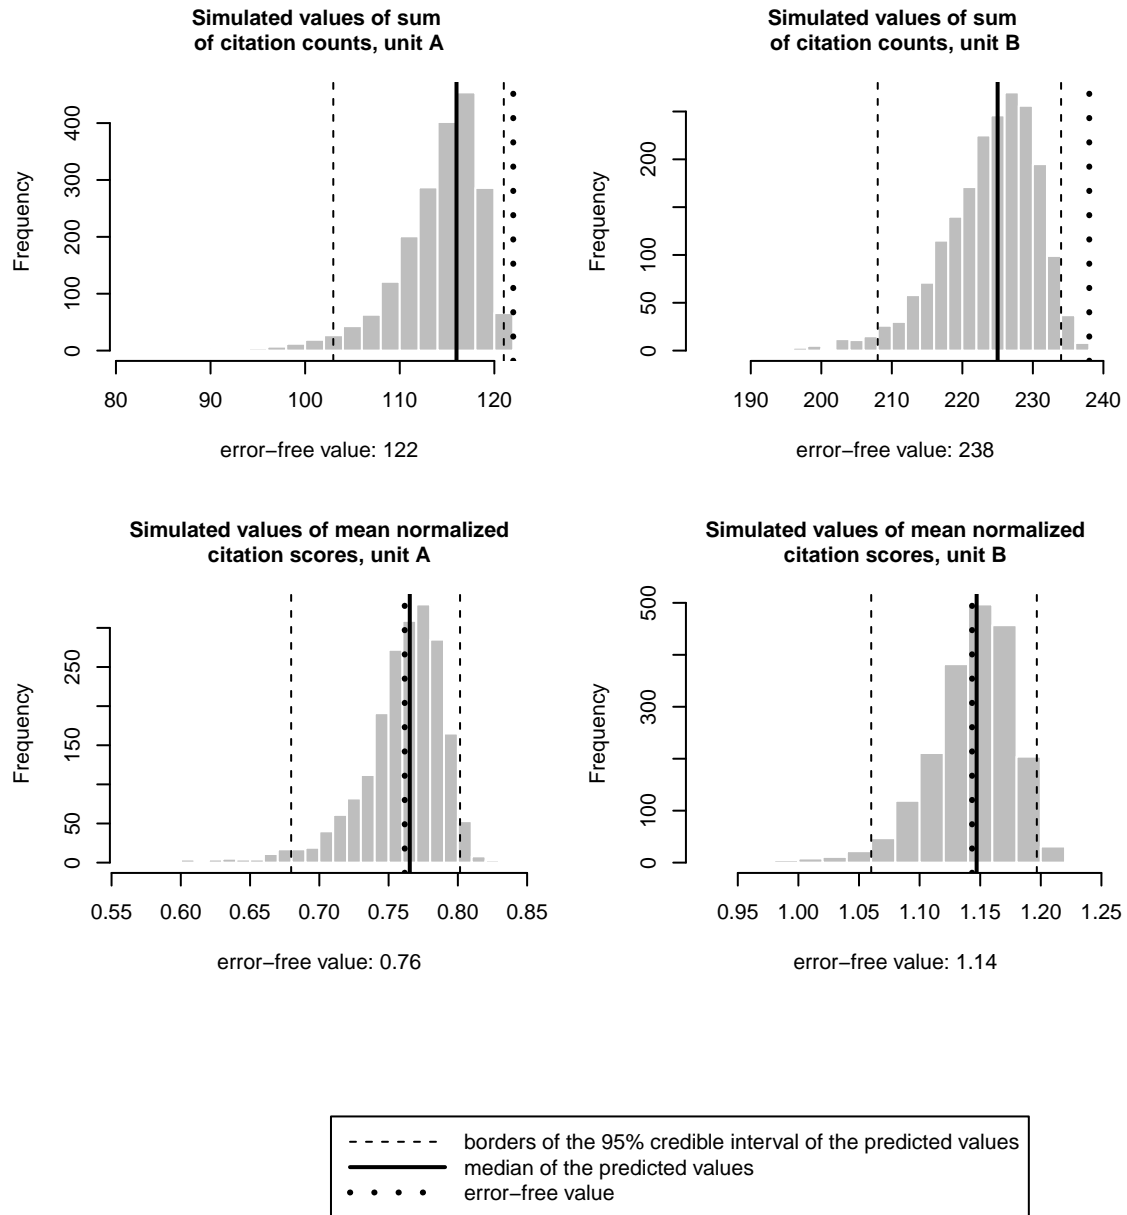 Simulated values of sum
of citation counts, unit A
Frequency
0
100
200
300
400
80
90
100
110
120
error−free value: 122
Simulated values of sum
of citation counts, unit B
Frequency
0
50
100
200
190
200
210
220
230
240
error−free value: 238
Simulated values of mean normalized
citation scores, unit A
Frequency
0
50
150
250
0.55
0.60
0.65
0.70
0.75
0.80
0.85
error−free value: 0.76
Simulated values of mean normalized
citation scores, unit B
Frequency
0
100
300
500
0.95
1.00
1.05
1.10
1.15
1.20
1.25
error−free value: 1.14
borders of the 95% credible interval of the predicted values
median of the predicted values
error−free value